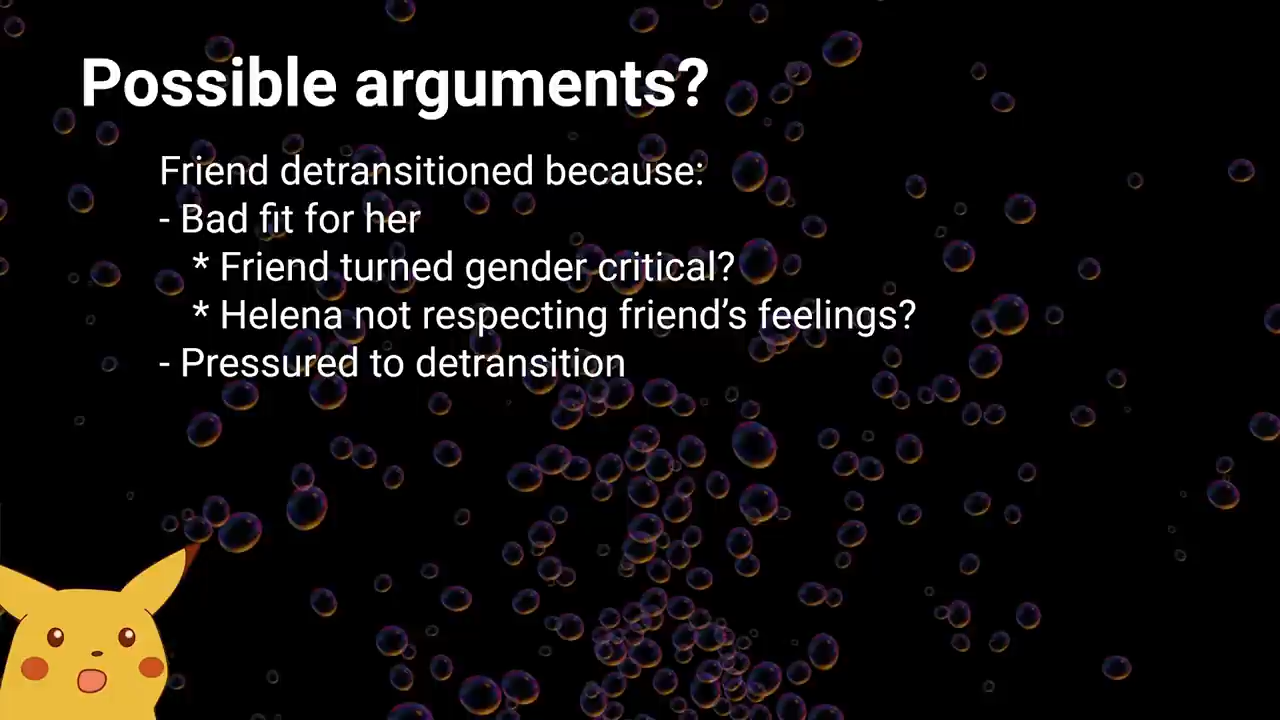 Possible arguments?
Friend detransitioned because:
- Bad fit for her
* Friend turned gender critical?
* Helena not respecting friend’s feelings?
- Pressured to detransition